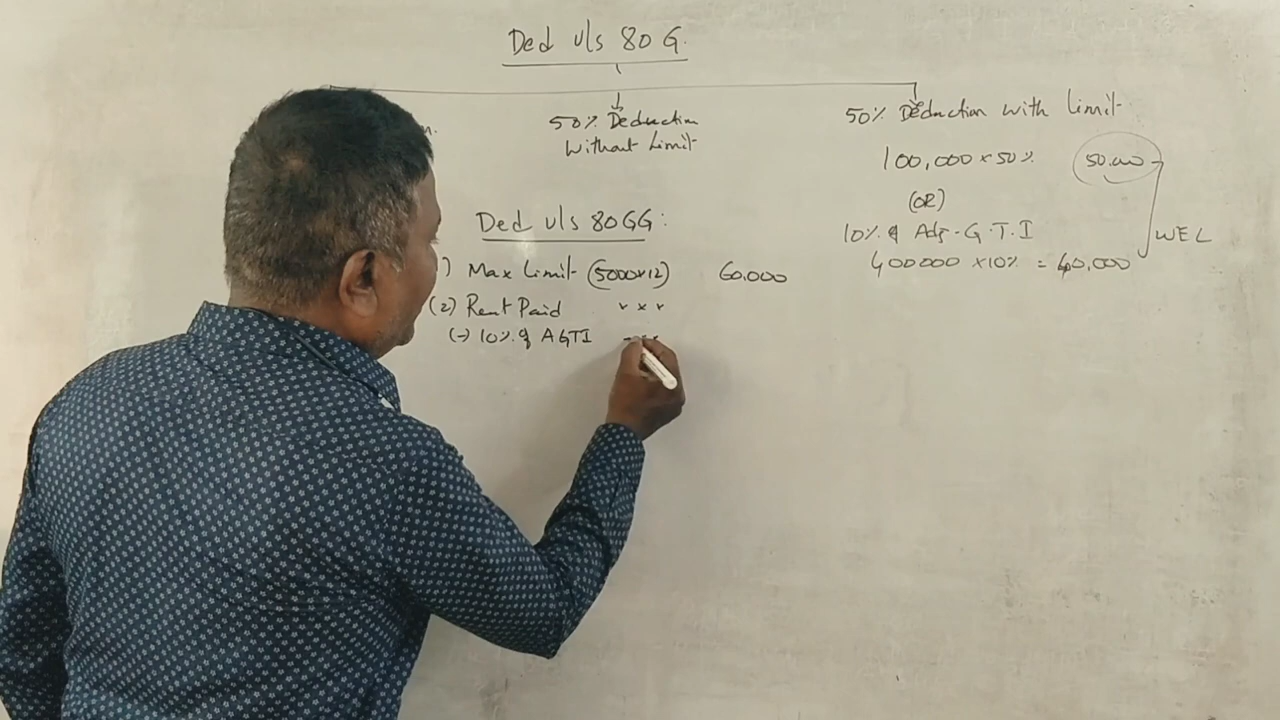 Ded u/s 80 G.
50% Deduction
Without Limit
50% Deduction with Limit
100,000 × 50% 50,000
(OR)
10% of Adj-G.T.I
400000 ×10% = 40,000
WEL
Ded u/s 80GG:
1) Max Limit (5000×12) 60,000
(2) Rent Paid × × ×
(-) 10% of AGTI